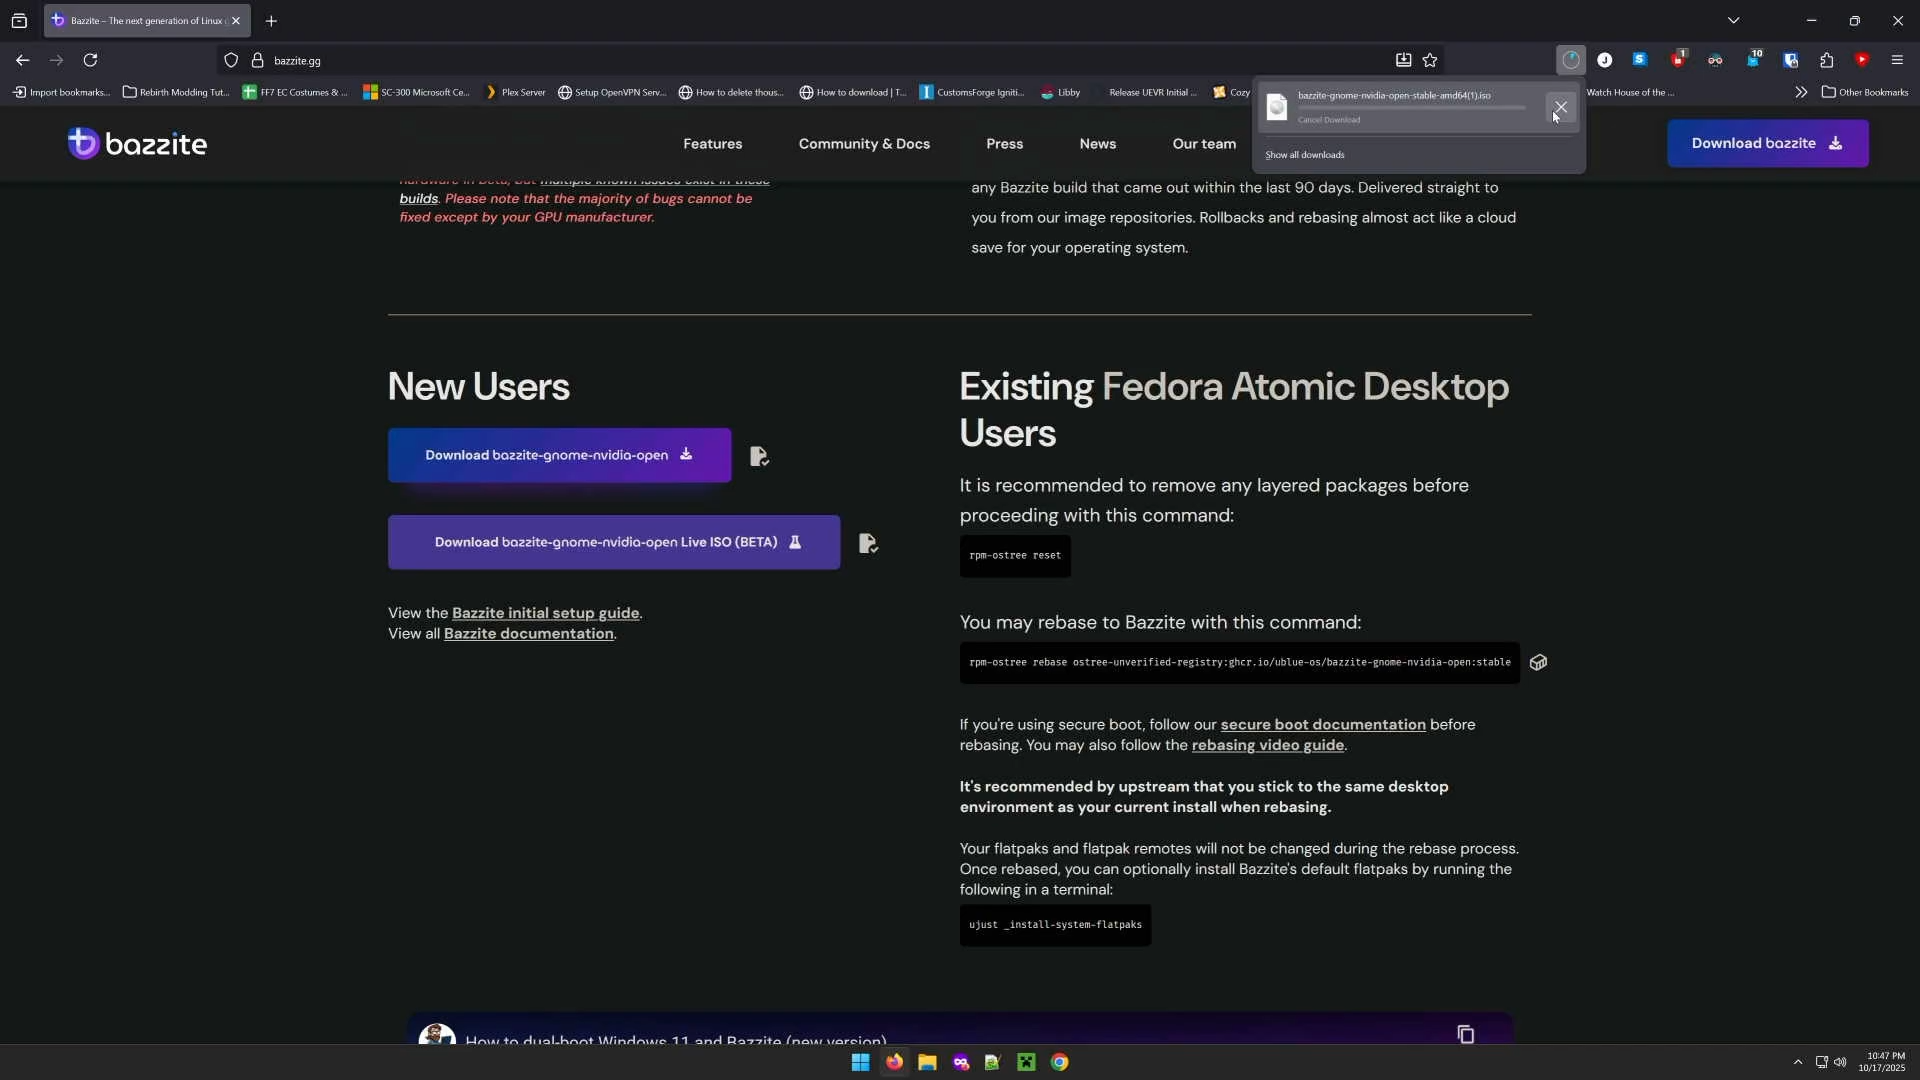 Bazzite – The next generation of Linux
bazzite.gg
1
10
Import bookmarks...
Rebirth Modding Tut...
FF7 EC Costumes & ...
SC-300 Microsoft Ce...
Plex Server
Setup OpenVPN Serv...
How to delete thous...
How to download | T...
CustomsForge Igniti...
Libby
Release UEVR Initial ...
Cozy
Watch House of the ...
Other Bookmarks
bazzite-gnome-nvidia-open-stable-amd64(1).iso
Cancel Download
Show all downloads
bazzite
Features
Community & Docs
Press
News
Our team
Download bazzite
hardware in beta, but multiple known issues exist in these
builds. Please note that the majority of bugs cannot be
fixed except by your GPU manufacturer.
any Bazzite build that came out within the last 90 days. Delivered straight to
you from our image repositories. Rollbacks and rebasing almost act like a cloud
save for your operating system.
New Users
Download bazzite-gnome-nvidia-open
Download bazzite-gnome-nvidia-open Live ISO (BETA)
View the Bazzite initial setup guide.
View all Bazzite documentation.
Existing Fedora Atomic Desktop
Users
It is recommended to remove any layered packages before
proceeding with this command:
rpm-ostree reset
You may rebase to Bazzite with this command:
rpm-ostree rebase ostree-unverified-registry:ghcr.io/ublue-os/bazzite-gnome-nvidia-open:stable
If you're using secure boot, follow our secure boot documentation before
rebasing. You may also follow the rebasing video guide.
It's recommended by upstream that you stick to the same desktop
environment as your current install when rebasing.
Your flatpaks and flatpak remotes will not be changed during the rebase process.
Once rebased, you can optionally install Bazzite's default flatpaks by running the
following in a terminal:
ujust _install-system-flatpaks
How to dual-boot Windows 11 and Bazzite (new version)
10:47 PM
10/17/2025